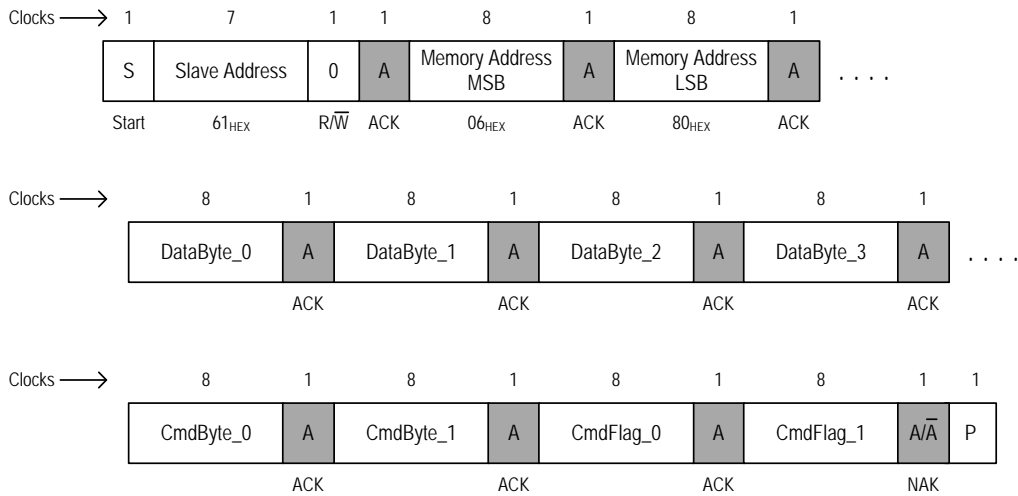 Clocks 1 7 1 1 8 1 8 1
S Slave Address 0 A Memory Address MSB A Memory Address LSB A . . . .
Start 61HEX R/W̅ ACK 06HEX ACK 80HEX ACK
Clocks 8 1 8 1 8 1 8 1
DataByte_0 A DataByte_1 A DataByte_2 A DataByte_3 A . . . .
ACK ACK ACK ACK
Clocks 8 1 8 1 8 1 8 1 1
CmdByte_0 A CmdByte_1 A CmdFlag_0 A CmdFlag_1 A/A̅ P
ACK ACK ACK NAK